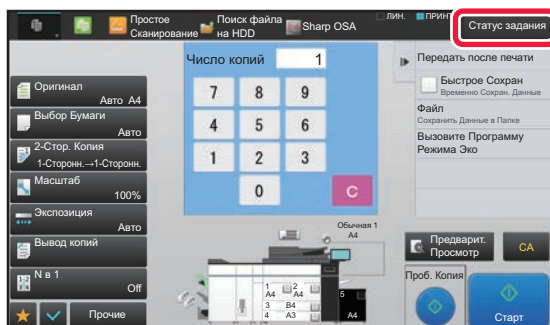 Простое
Сканирование
Поиск файла
на HDD
Sharp OSA
ЛИН.
ПРИНТ
Статус задания
Число копий
1
Передать после печати
Быстрое Сохран
Временно Сохран. Данные
Файл
Сохранить Данные в Папке
Вызовите Программу
Режима Эко
Оригинал
Авто A4
Выбор Бумаги
Авто
2-Стор. Копия
1-Сторонн.→1-Сторонн.
Масштаб
100%
Экспозиция
Авто
Вывод копий
N в 1
Off
Прочие
7 8 9
4 5 6
1 2 3
0 C
Обычная 1
A4
1
A4
2
A4
3 B4
4 A3
5
A4
Предварит.
Просмотр
CA
Проб. Копия
Старт